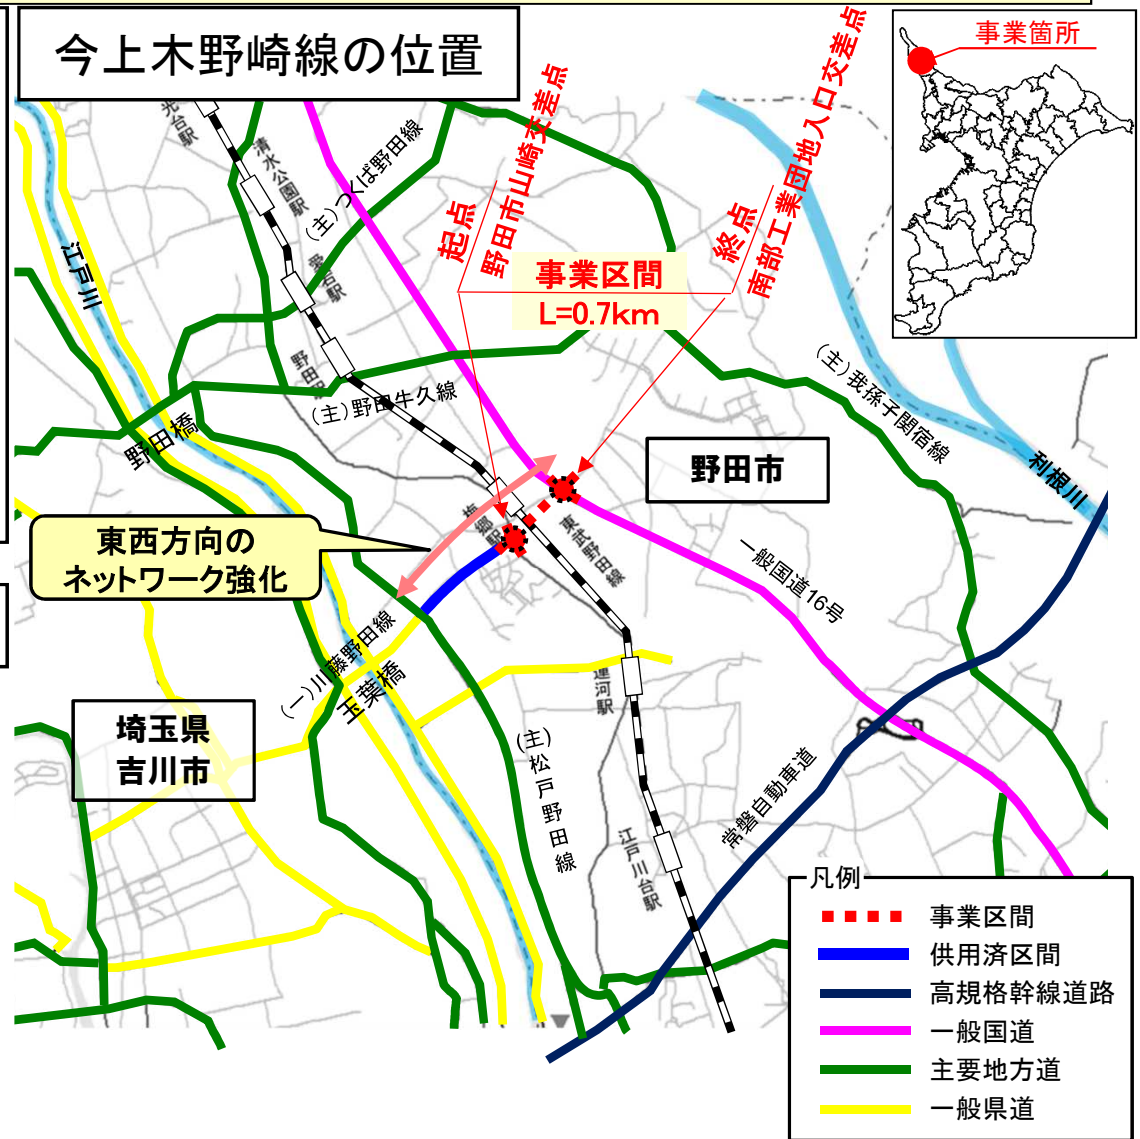 今上木野崎線の位置
事業箇所
起点
野田市山崎交差点
終点
南部工業団地入口交差点
事業区間
L=0.7km
清水公園駅
(主)つくば野田線
愛宕駅
江戸川
(主)野田牛久線
野田橋
(主)我孫子関宿線
利根川
野田市
梅郷駅
東武野田線
東西方向の
ネットワーク強化
一般国道16号
(一)川藤野田線
玉葉橋
運河駅
埼玉県
吉川市
(主)松戸野田線
常磐自動車道
江戸川台駅
凡例
事業区間
供用済区間
高規格幹線道路
一般国道
主要地方道
一般県道